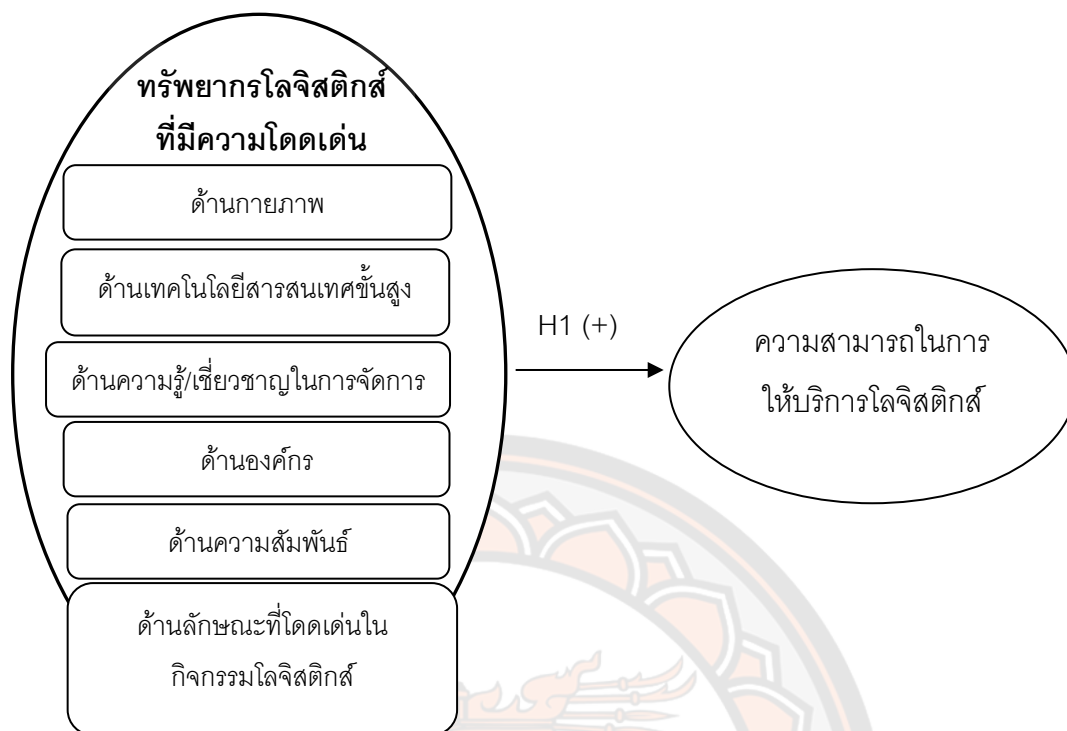 ทรัพยากรโลจิสติกส์
ที่มีความโดดเด่น
ด้านกายภาพ
ด้านเทคโนโลยีสารสนเทศขั้นสูง
ด้านความรู้/เชี่ยวชาญในการจัดการ
ด้านองค์กร
ด้านความสัมพันธ์
ด้านลักษณะที่โดดเด่นใน
กิจกรรมโลจิสติกส์
H1 (+)
ความสามารถในการ
ให้บริการโลจิสติกส์